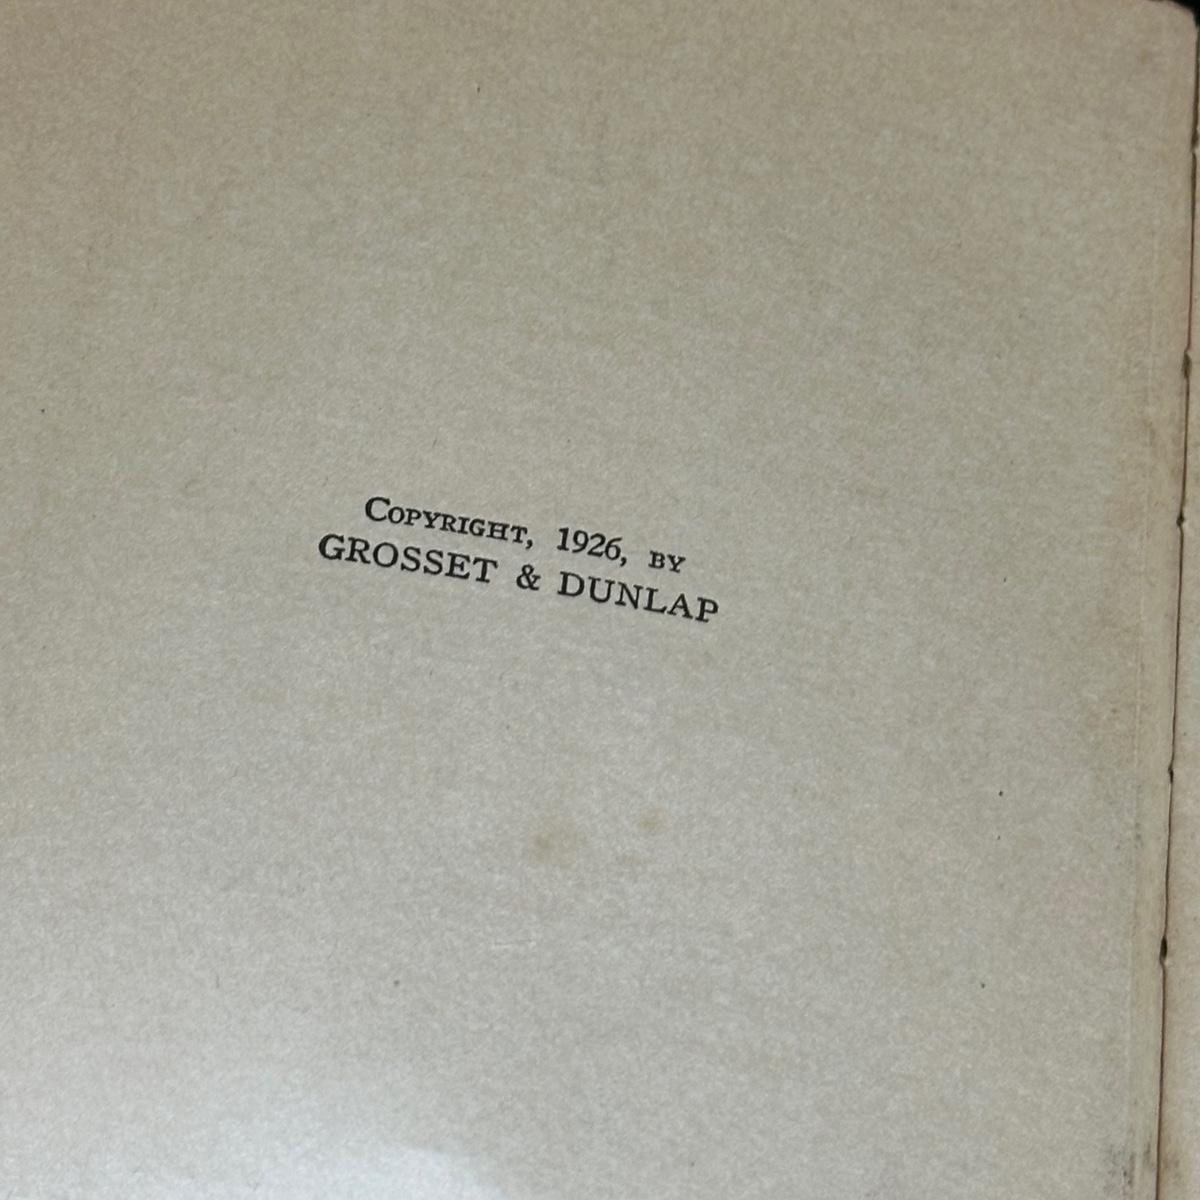 Copyright, 1926, by
GROSSET & DUNLAP